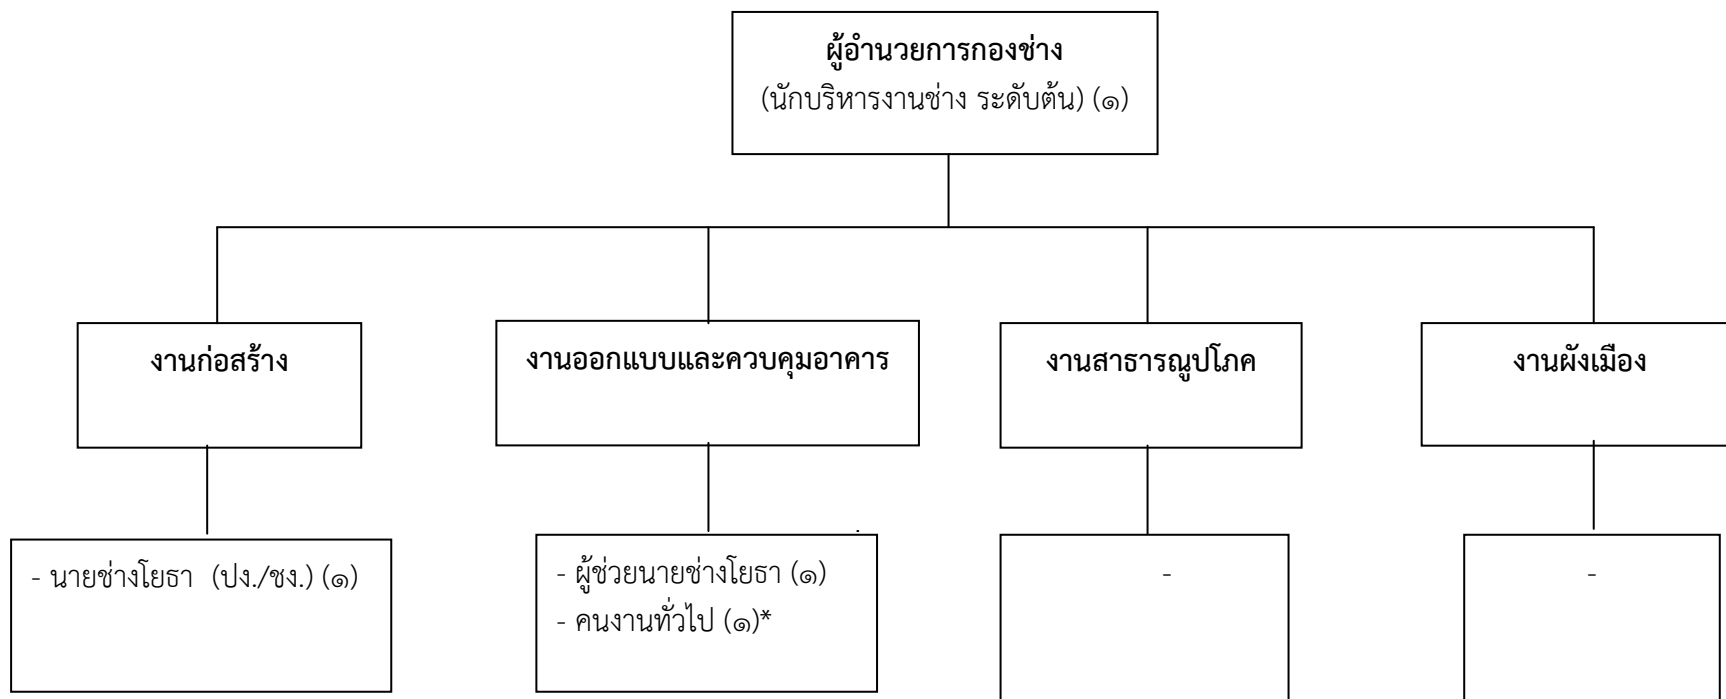 ผู้อำนวยการกองช่าง
(นักบริหารงานช่าง ระดับต้น) (๑)
งานก่อสร้าง
งานออกแบบและควบคุมอาคาร
งานสาธารณูปโภค
งานผังเมือง
- นายช่างโยธา (ปง./ชง.) (๑)
- ผู้ช่วยนายช่างโยธา (๑)
- คนงานทั่วไป (๑)*
-
-